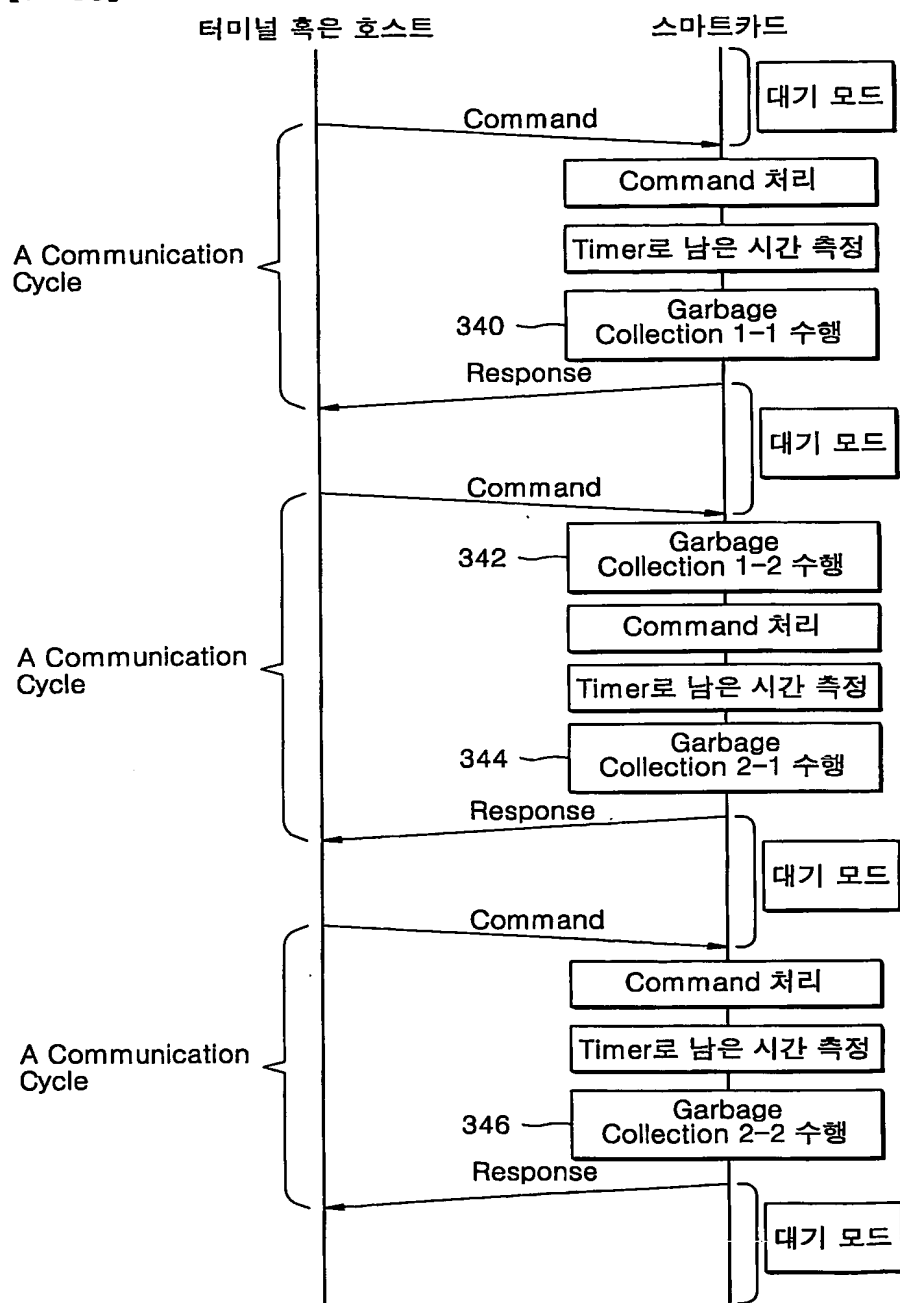 터미널 혹은 호스트
스마트카드
대기 모드
Command
Command 처리
Timer로 남은 시간 측정
A Communication
Cycle
340
Garbage
Collection 1-1 수행
Response
대기 모드
Command
342
Garbage
Collection 1-2 수행
Command 처리
A Communication
Cycle
Timer로 남은 시간 측정
344
Garbage
Collection 2-1 수행
Response
대기 모드
Command
Command 처리
A Communication
Cycle
Timer로 남은 시간 측정
346
Garbage
Collection 2-2 수행
Response
대기 모드